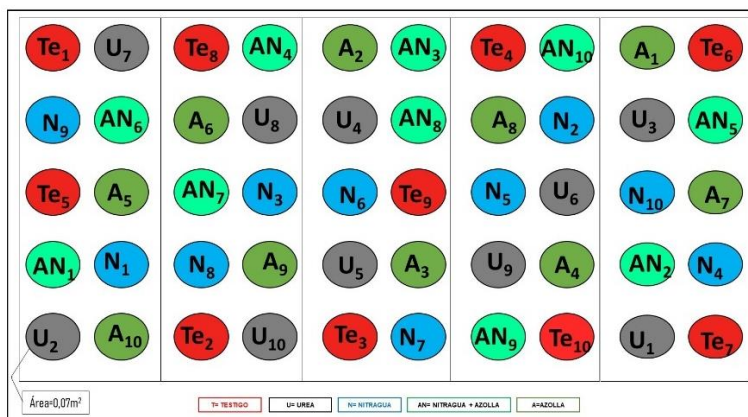 Te1 U7 Te8 AN4 A2 AN3 Te4 AN10 A1 Te6
N9 AN6 A6 U8 U4 AN8 A8 N2 U3 AN5
Te5 A5 AN7 N3 N6 Te9 N5 U6 N10 A7
AN1 N1 N8 A9 U5 A3 U9 A4 AN2 N4
U2 A10 Te2 U10 Te3 N7 AN9 Te10 U1 Te7
Área=0,07m²
T= TESTIGO U= UREA N= NITRAGUA AN= NITRAGUA + AZOLLA A=AZOLLA